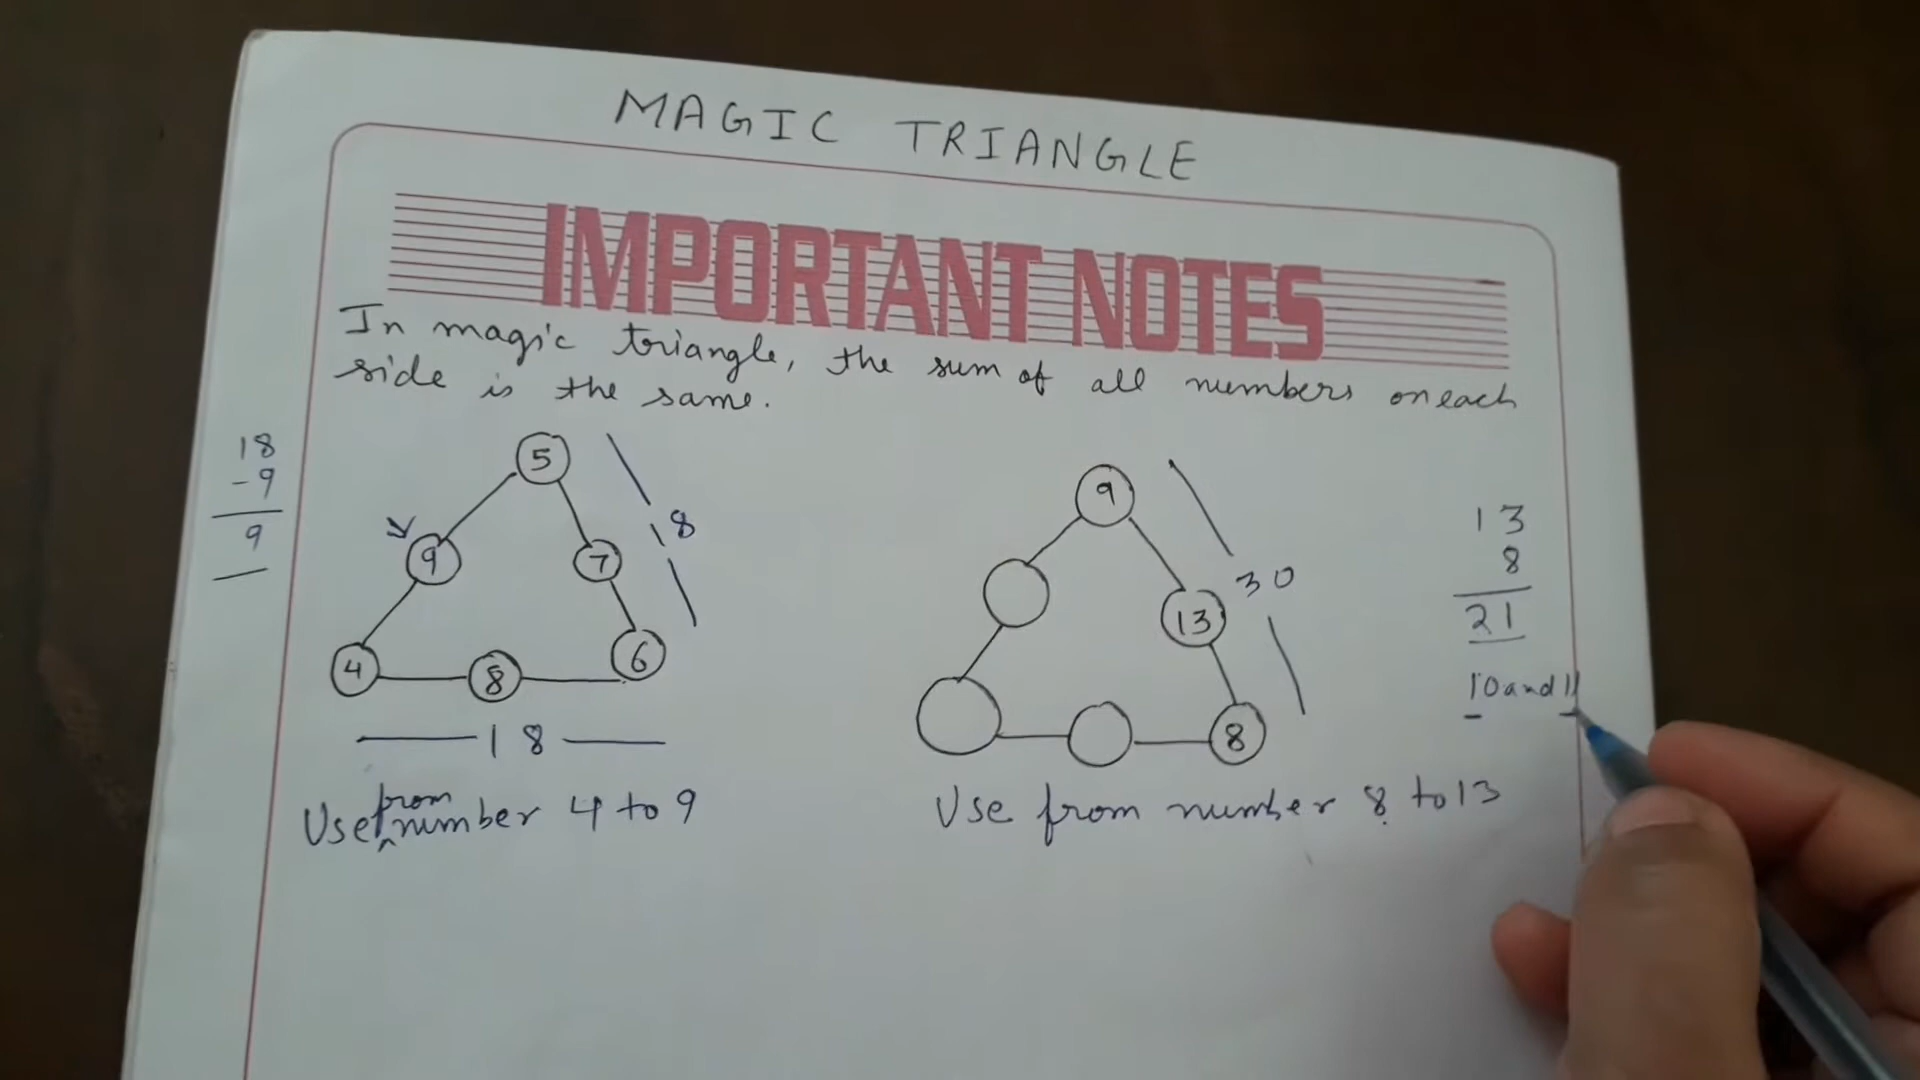 MAGIC TRIANGLE
IMPORTANT NOTES
In magic triangle, the sum of all numbers on each
side is the same.
18
-9
9
5
9
7
18
4
8
6
18
Use from number 4 to 9
9
13
30
8
Use from number 8 to 13
13
8
21
10 and 11